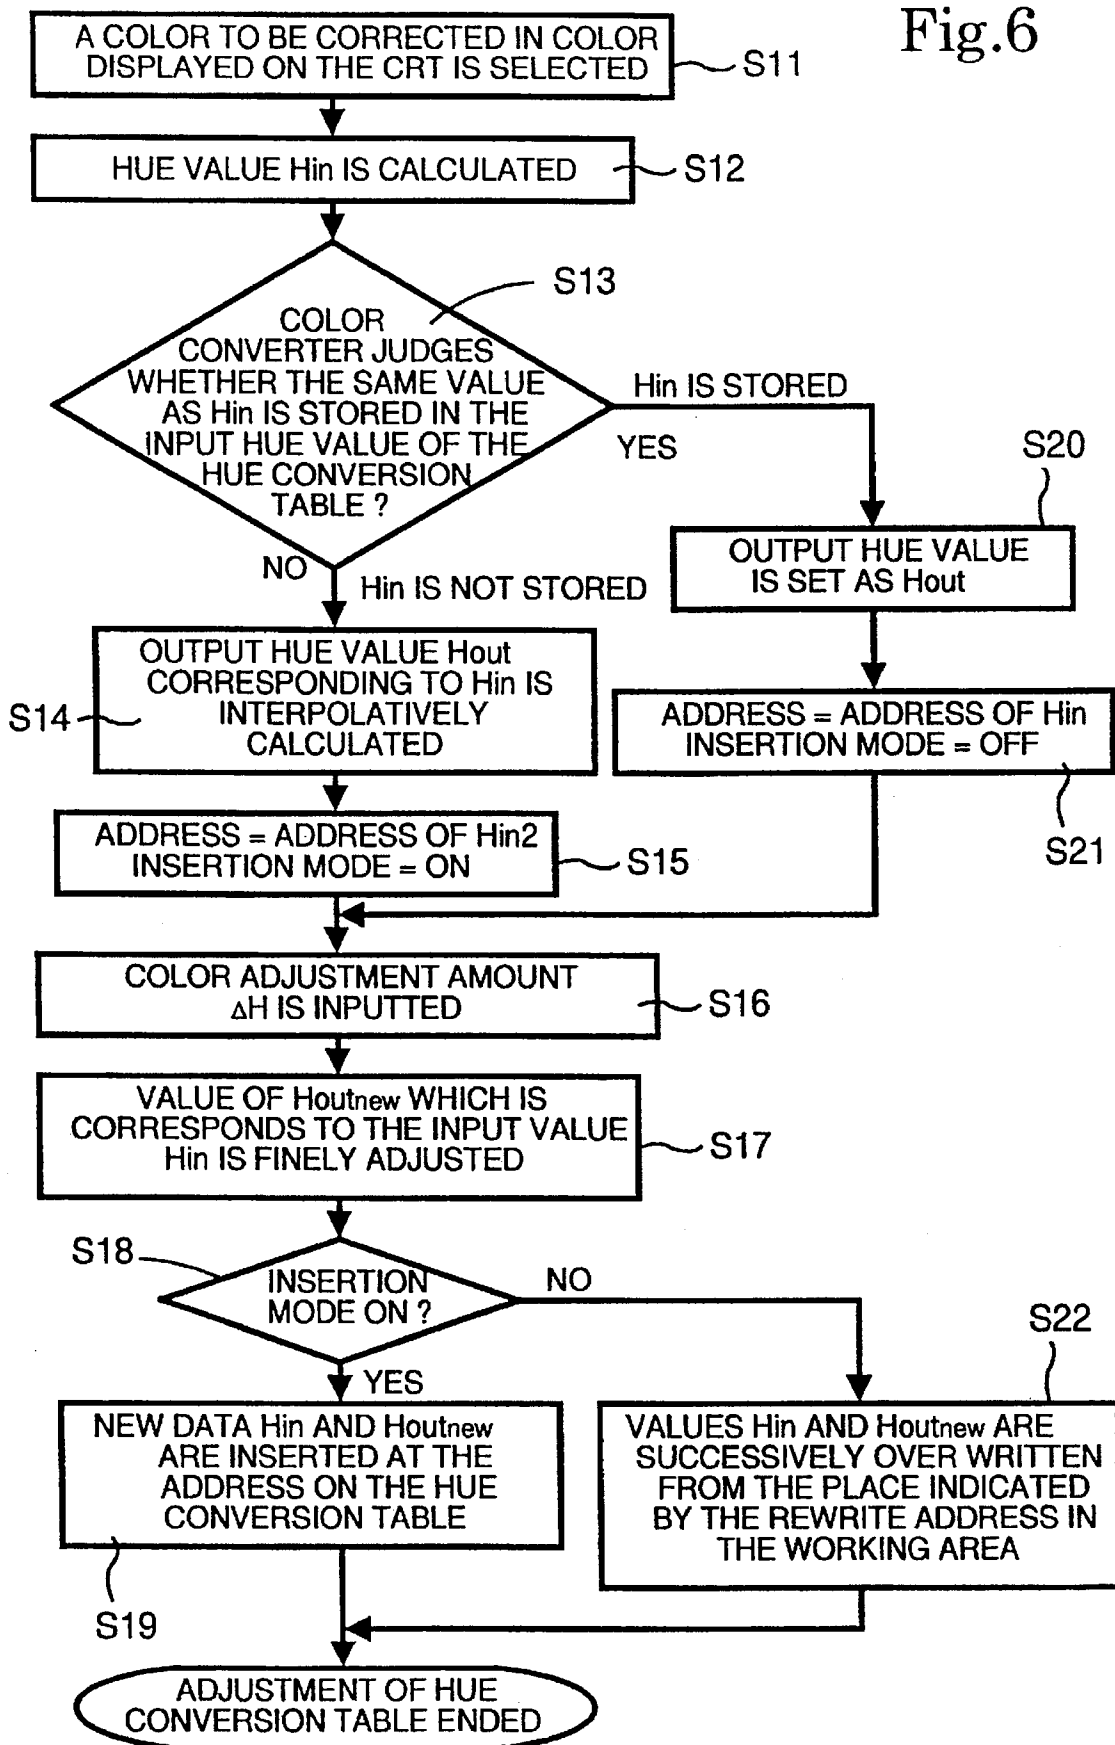 Fig.6
A COLOR TO BE CORRECTED IN COLOR
DISPLAYED ON THE CRT IS SELECTED
S11
HUE VALUE Hin IS CALCULATED
S12
S13
COLOR
CONVERTER JUDGES
WHETHER THE SAME VALUE
AS Hin IS STORED IN THE
INPUT HUE VALUE OF THE
HUE CONVERSION
TABLE ?
Hin IS STORED
YES
S20
OUTPUT HUE VALUE
IS SET AS Hout
NO
Hin IS NOT STORED
OUTPUT HUE VALUE Hout
CORRESPONDING TO Hin IS
INTERPOLATIVELY
CALCULATED
S14
ADDRESS = ADDRESS OF Hin
INSERTION MODE = OFF
S21
ADDRESS = ADDRESS OF Hin2
INSERTION MODE = ON
S15
COLOR ADJUSTMENT AMOUNT
ΔH IS INPUTTED
S16
VALUE OF Houtnew WHICH IS
CORRESPONDS TO THE INPUT VALUE
Hin IS FINELY ADJUSTED
S17
S18
INSERTION
MODE ON ?
NO
YES
S22
NEW DATA Hin AND Houtnew
ARE INSERTED AT THE
ADDRESS ON THE HUE
CONVERSION TABLE
S19
VALUES Hin AND Houtnew ARE
SUCCESSIVELY OVER WRITTEN
FROM THE PLACE INDICATED
BY THE REWRITE ADDRESS IN
THE WORKING AREA
ADJUSTMENT OF HUE
CONVERSION TABLE ENDED